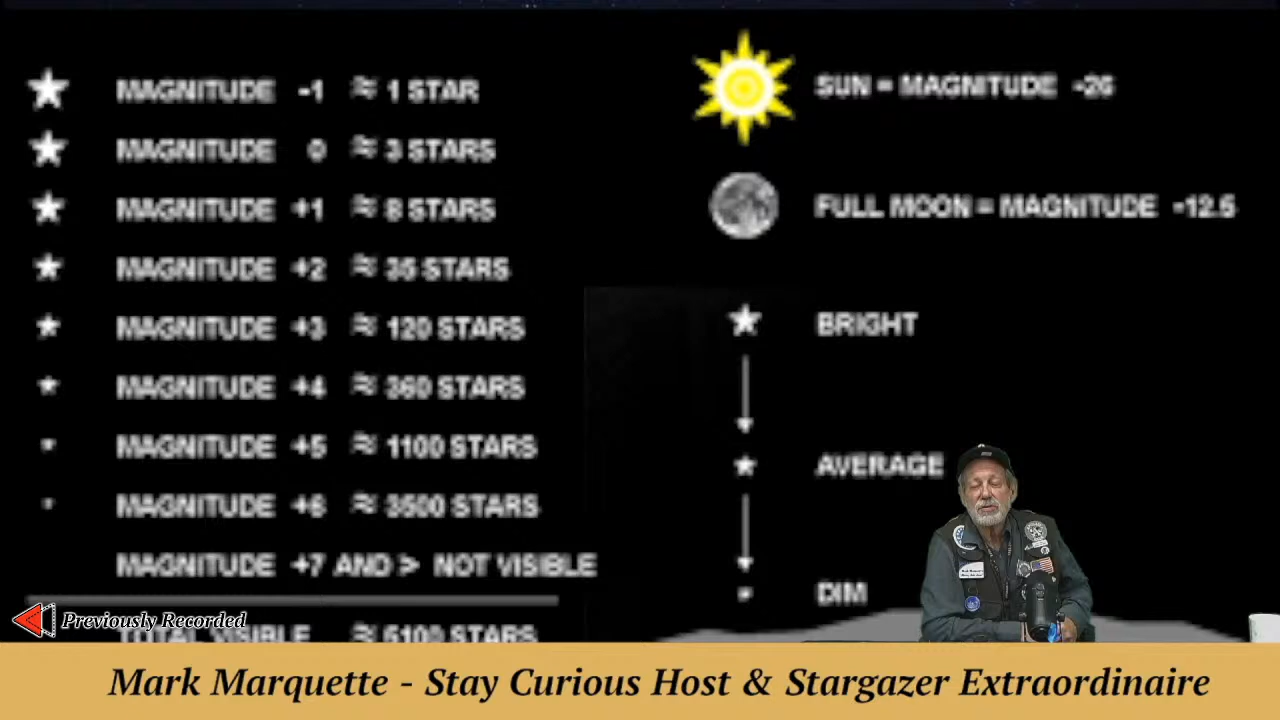 MAGNITUDE -1 ≈ 1 STAR
MAGNITUDE 0 ≈ 3 STARS
MAGNITUDE +1 ≈ 8 STARS
MAGNITUDE +2 ≈ 35 STARS
MAGNITUDE +3 ≈ 120 STARS
MAGNITUDE +4 ≈ 360 STARS
MAGNITUDE +5 ≈ 1100 STARS
MAGNITUDE +6 ≈ 3500 STARS
MAGNITUDE +7 AND > NOT VISIBLE
TOTAL VISIBLE ≈ 5100 STARS
SUN = MAGNITUDE -26
FULL MOON = MAGNITUDE -12.5
BRIGHT
AVERAGE
DIM
Previously Recorded
Mark Marquette - Stay Curious Host & Stargazer Extraordinaire